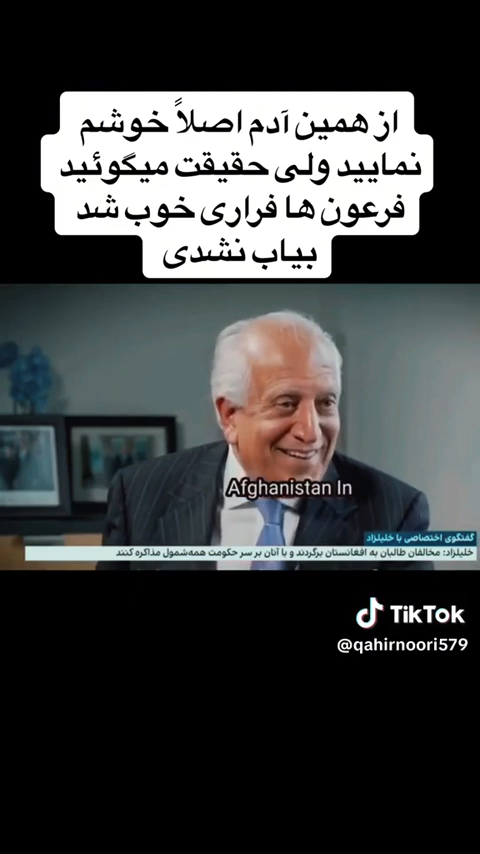 از همین آدم اصلاً خوشم
نمایید ولی حقیقت میگوئید
فرعون ها فراری خوب شد
بیاب نشدی
Afghanistan In
گفتگوی اختصاصی با خلیلزاد
خلیلزاد: مخالفان طالبان به افغانستان برگردند و با آنان بر سر حکومت همه‌شمول مذاکره کنند
TikTok
@qahirnoori579